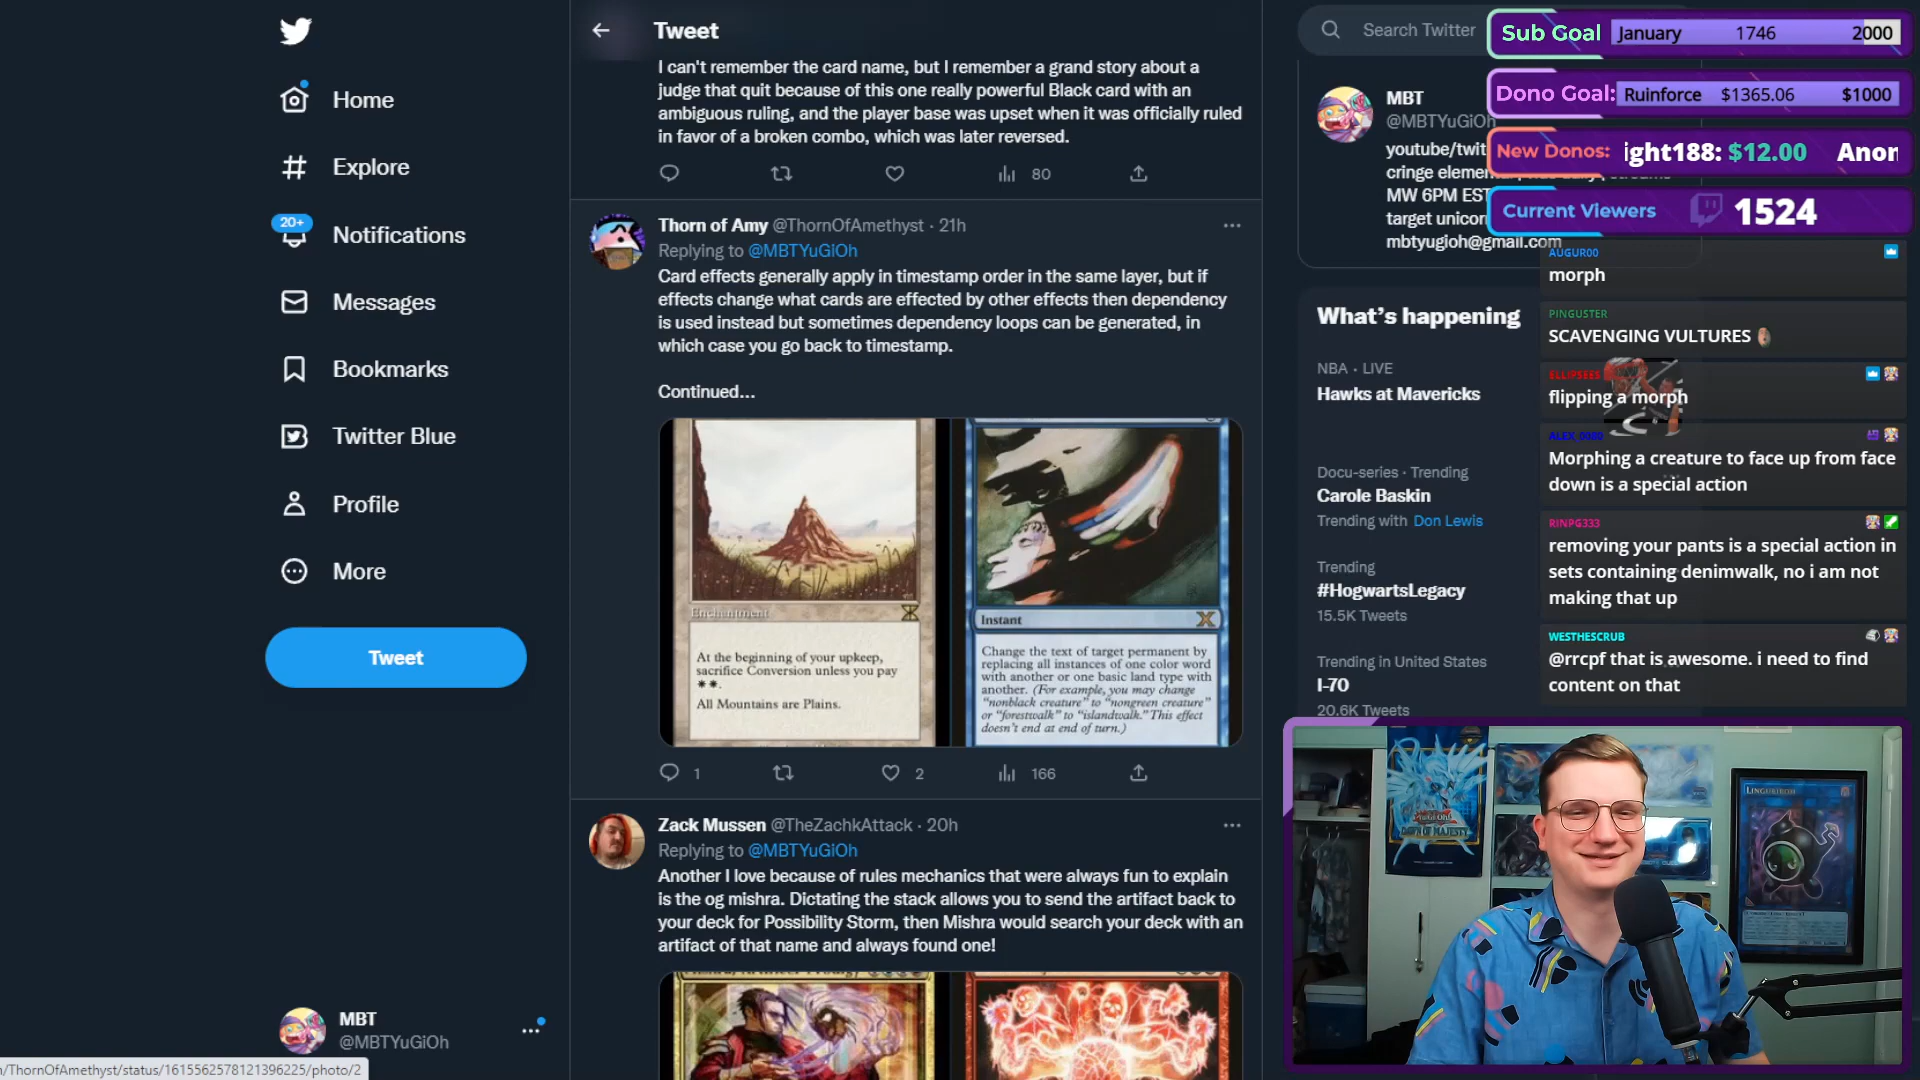 Home
Explore
20+
Notifications
Messages
Bookmarks
Twitter Blue
Profile
More
Tweet
MBT
@MBTYuGiOh
/ThornOfAmethyst/status/1615562578121396225/photo/2
Tweet
I can't remember the card name, but I remember a grand story about a
judge that quit because of this one really powerful Black card with an
ambiguous ruling, and the player base was upset when it was officially ruled
in favor of a broken combo, which was later reversed.
80
Thorn of Amy @ThornOfAmethyst · 21h
Replying to @MBTYuGiOh
Card effects generally apply in timestamp order in the same layer, but if
effects change what cards are effected by other effects then dependency
is used instead but sometimes dependency loops can be generated, in
which case you go back to timestamp.
Continued...
Enchantment
At the beginning of your upkeep,
sacrifice Conversion unless you pay
All Mountains are Plains.
Instant
Change the text of target permanent by
replacing all instances of one color word
with another or one basic land type with
another. (For example, you may change
"nonblack creature" to "nongreen creature"
or "forestwalk" to "islandwalk." This effect
doesn't end at end of turn.)
1
2
166
Zack Mussen @TheZachkAttack · 20h
Replying to @MBTYuGiOh
Another I love because of rules mechanics that were always fun to explain
is the og mishra. Dictating the stack allows you to send the artifact back to
your deck for Possibility Storm, then Mishra would search your deck with an
artifact of that name and always found one!
Search Twitter
MBT
@MBTYuGiOh
youtube/twit
cringe elemen
MW 6PM EST
target unicor
mbtyugioh@gmail.com
What's happening
NBA · LIVE
Hawks at Mavericks
Docu-series · Trending
Carole Baskin
Trending with Don Lewis
Trending
#HogwartsLegacy
15.5K Tweets
Trending in United States
I-70
20.6K Tweets
Sub Goal January 1746 2000
Dono Goal: Ruinforce $1365.06 $1000
New Donos: ight188: $12.00 Anon
Current Viewers 1524
AUGUR00
morph
PINGUSTER
SCAVENGING VULTURES
ELLIPSEES
flipping a morph
Morphing a creature to face up from face
down is a special action
RINPG333
removing your pants is a special action in
sets containing denimwalk, no i am not
making that up
WESTHESCRUB
@rrcpf that is awesome. i need to find
content on that
LINGURIBOH